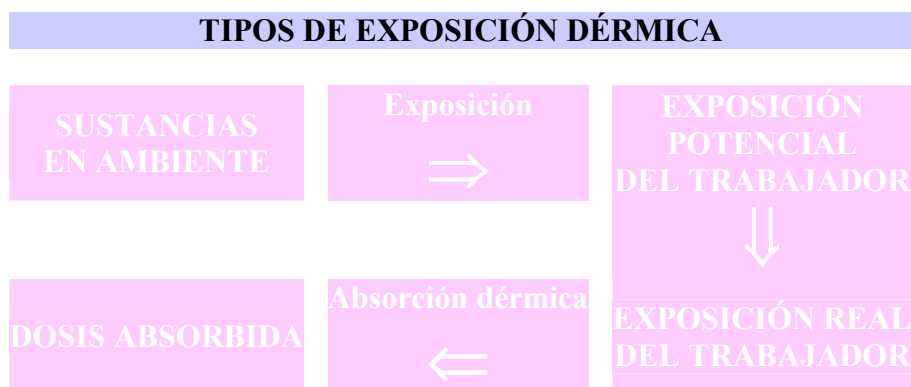 TIPOS DE EXPOSICIÓN DÉRMICA
SUSTANCIAS
EN AMBIENTE
Exposición
⇒
EXPOSICIÓN
POTENCIAL
DEL TRABAJADOR
⇓
EXPOSICIÓN REAL
DEL TRABAJADOR
Absorción dérmica
⇐
DOSIS ABSORBIDA